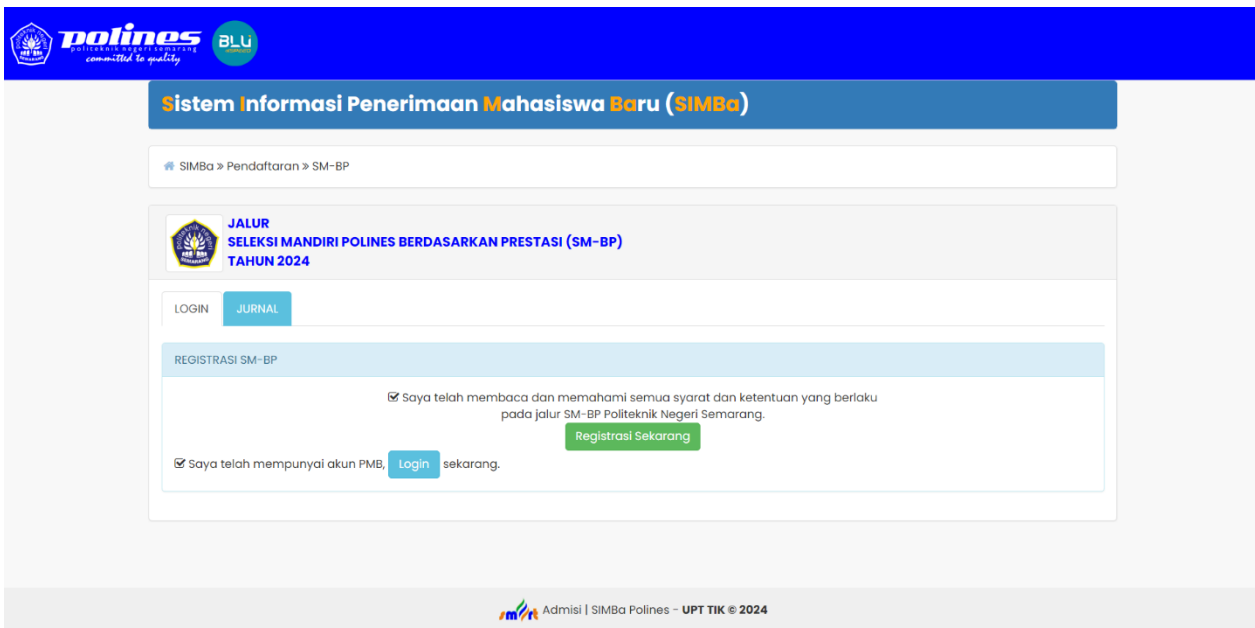 polines
politeknik negeri semarang
committed to quality
BLU
Sistem Informasi Penerimaan Mahasiswa Baru (SIMBa)
SIMBa » Pendaftaran » SM-BP
JALUR
SELEKSI MANDIRI POLINES BERDASARKAN PRESTASI (SM-BP)
TAHUN 2024
LOGIN JURNAL
REGISTRASI SM-BP
Saya telah membaca dan memahami semua syarat dan ketentuan yang berlaku
pada jalur SM-BP Politeknik Negeri Semarang.
Registrasi Sekarang
Saya telah mempunyai akun PMB, Login sekarang.
smart Admisi | SIMBa Polines - UPT TIK © 2024